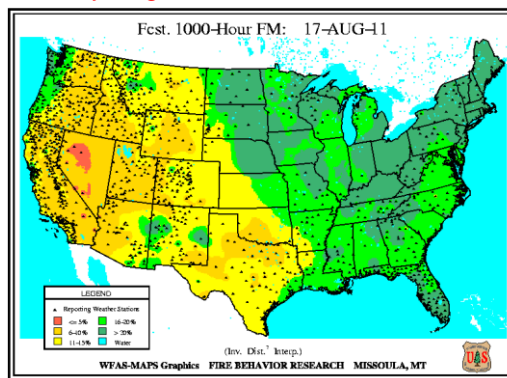 Fcst. 1000-Hour FM: 17-AUG-11
LEGEND
Reporting Weather Stations
<= 5% 16-20%
6-10% > 20%
11-15% Water
(Inv. Dist.² Interp.)
WFAS-MAPS Graphics FIRE BEHAVIOR RESEARCH MISSOULA, MT
UAS